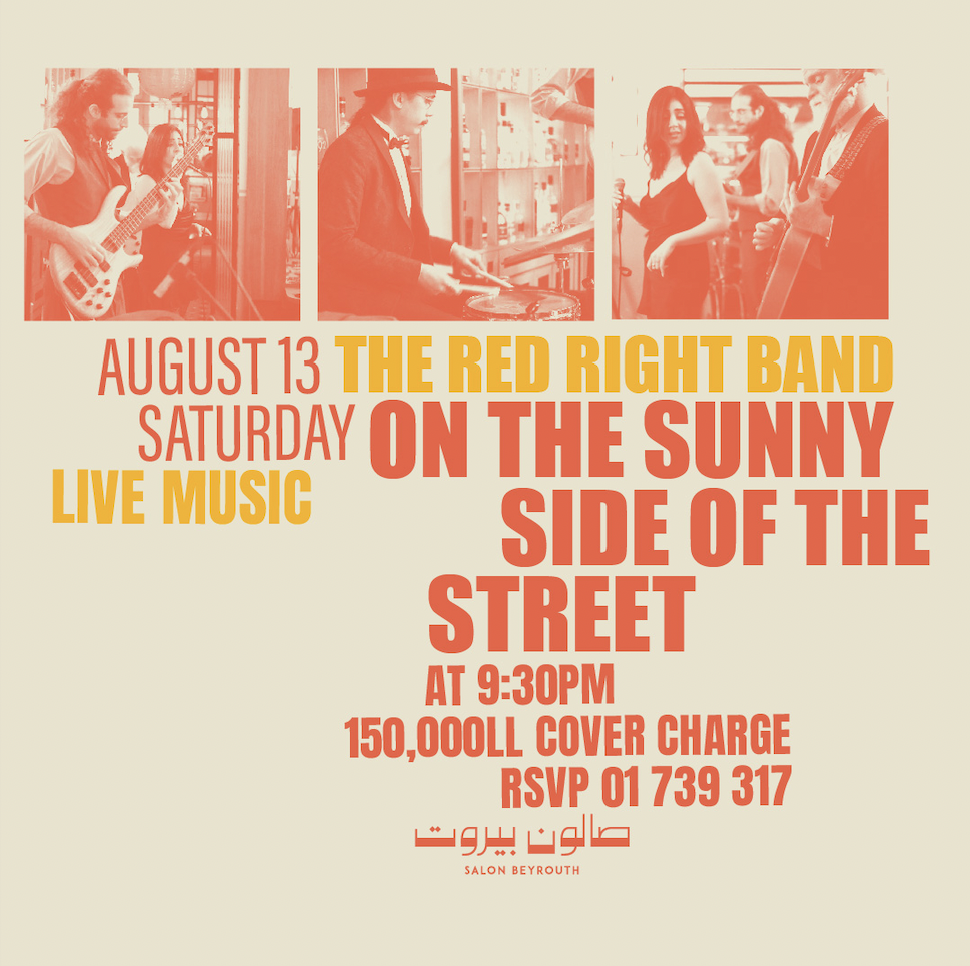 AUGUST 13 THE RED RIGHT BAND
SATURDAY ON THE SUNNY
LIVE MUSIC
SIDE OF THE
STREET
AT 9:30PM
150,000LL COVER CHARGE
RSVP 01 739 317
صالون بيروت
SALON BEYROUTH